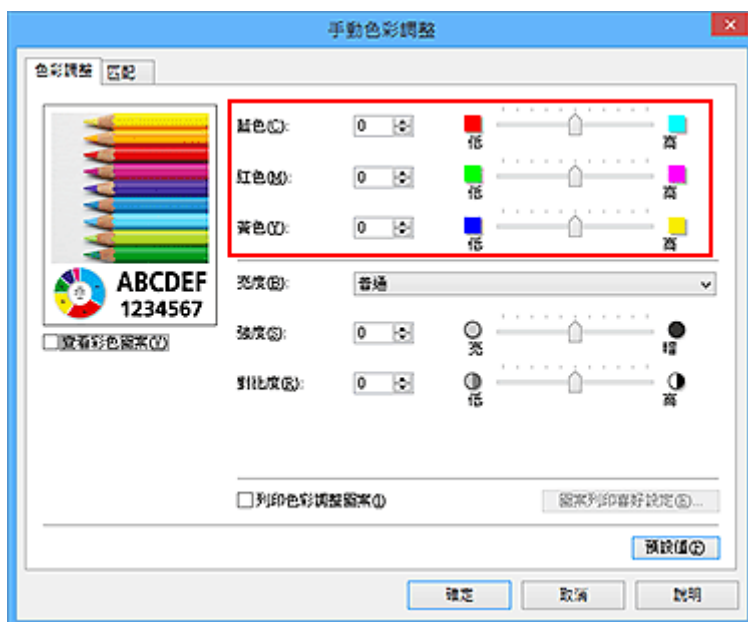 手動色彩調整
色彩調整 匹配
ABCDEF
1234567
查看彩色圖案(Y)
藍色(C): 0 低 高
紅色(M): 0 低 高
黃色(Y): 0 低 高
亮度(B): 普通
強度(S): 0 亮 暗
對比度(R): 0 低 高
列印色彩調整圖案(I) 圖案列印喜好設定(E)...
預設值(F)
確定 取消 說明